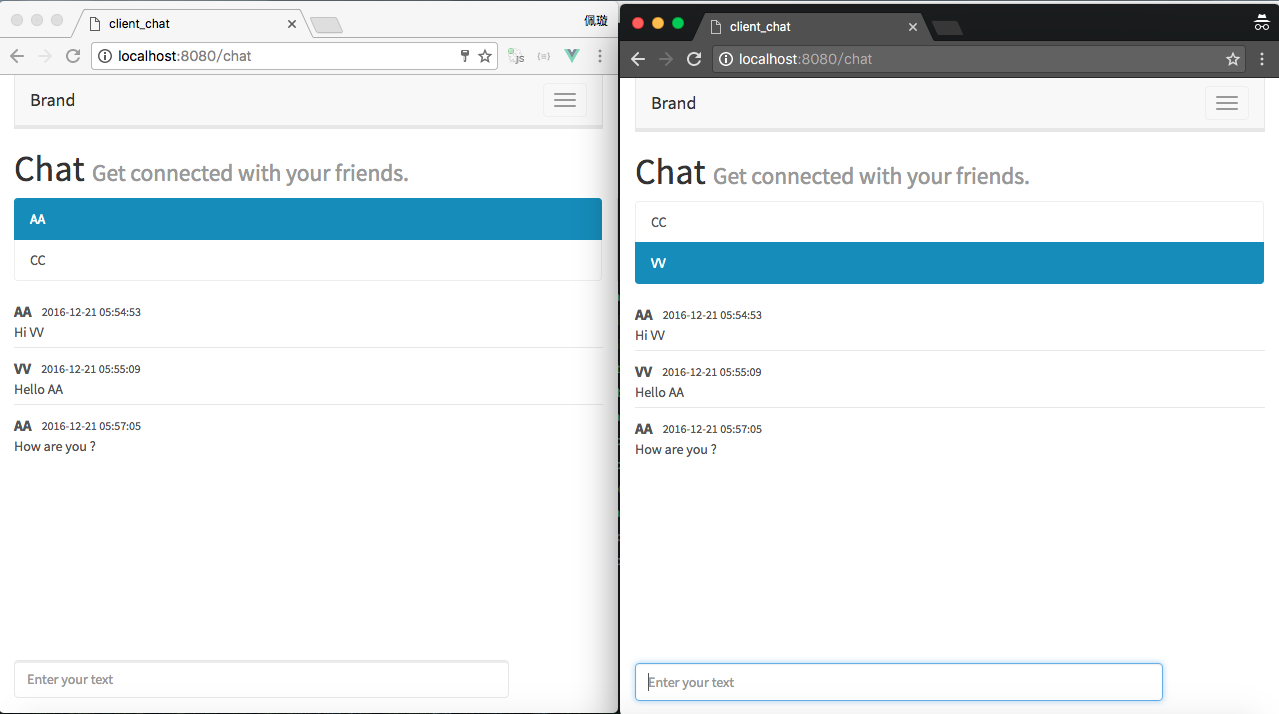 client_chat
佩璇
localhost:8080/chat
JS
Brand
Chat Get connected with your friends.
AA
CC
AA 2016-12-21 05:54:53
Hi VV
VV 2016-12-21 05:55:09
Hello AA
AA 2016-12-21 05:57:05
How are you ?
Enter your text
client_chat
localhost:8080/chat
Brand
Chat Get connected with your friends.
CC
VV
AA 2016-12-21 05:54:53
Hi VV
VV 2016-12-21 05:55:09
Hello AA
AA 2016-12-21 05:57:05
How are you ?
Enter your text